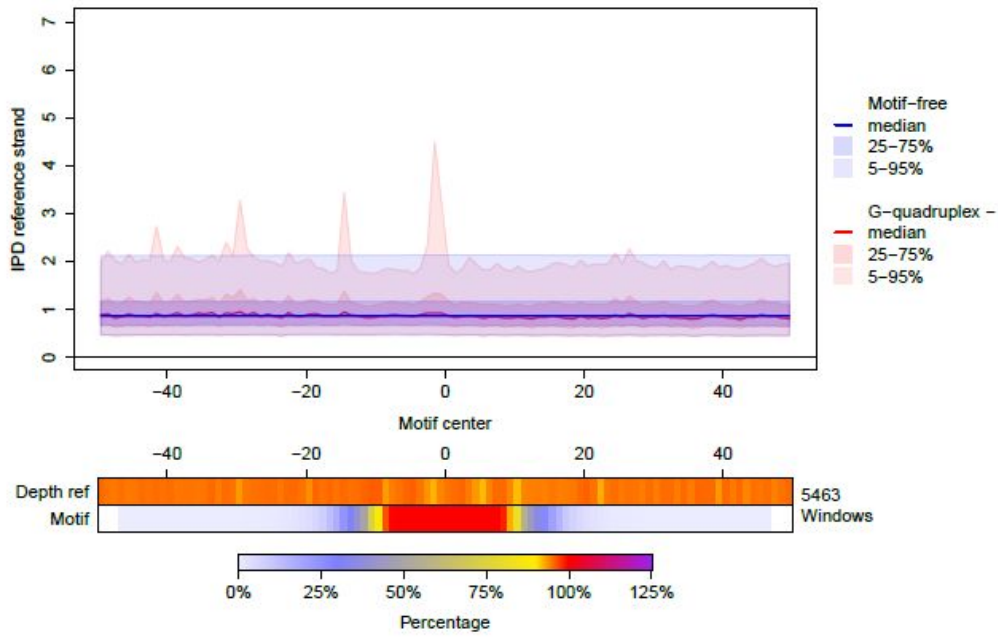 7
6
5
4
3
2
1
0
IPD reference strand
−40 −20 0 20 40
Motif center
Motif−free
median
25−75%
5−95%
G−quadruplex −
median
25−75%
5−95%
−40 −20 0 20 40
Depth ref
Motif
5463
Windows
0% 25% 50% 75% 100% 125%
Percentage